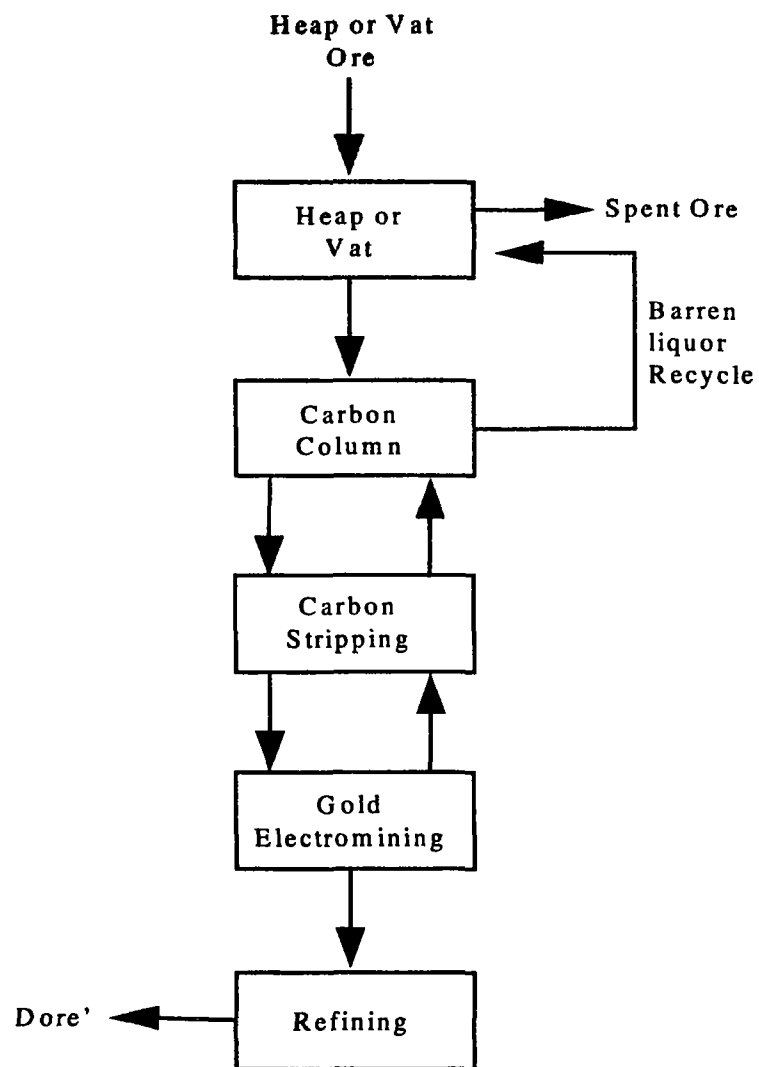 Heap or Vat
Ore
Heap or
Vat
Spent Ore
Barren
liquor
Recycle
Carbon
Column
Carbon
Stripping
Gold
Electromining
Refining
Dore'